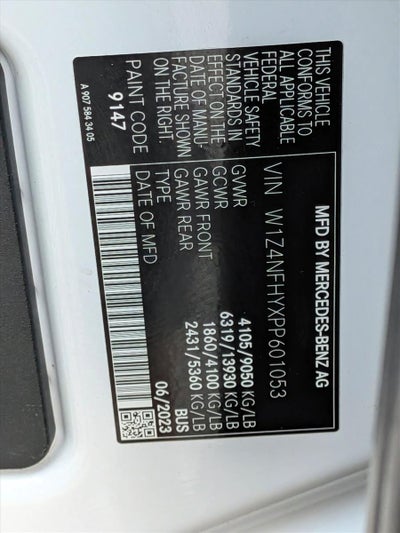 MFD BY MERCEDES-BENZ AG
VIN W1Z4NFHYXPP601053
GVWR 4105/9050 KG/LB
GCWR 6319/13930 KG/LB
GAWR FRONT 1860/4100 KG/LB
GAWR REAR 2431/5360 KG/LB
TYPE BUS
DATE OF MFD 06/2023
THIS VEHICLE
CONFORMS TO
ALL APPLICABLE
FEDERAL
VEHICLE SAFETY
STANDARDS IN
EFFECT ON THE
DATE OF MANU-
FACTURE SHOWN
ON THE RIGHT.
PAINT CODE
9147
A 907 584 34 05